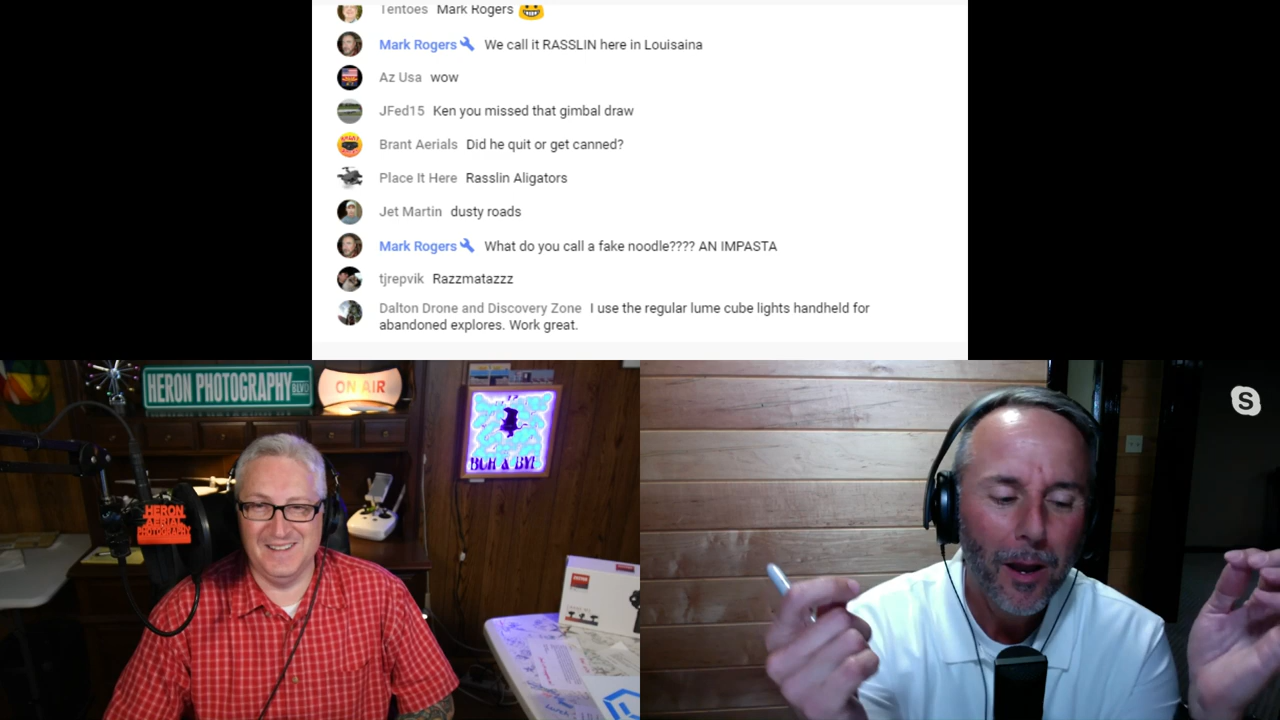 Tentoes Mark Rogers
Mark Rogers We call it RASSLIN here in Louisaina
Az Usa wow
JFed15 Ken you missed that gimbal draw
Brant Aerials Did he quit or get canned?
Place It Here Rasslin Aligators
Jet Martin dusty roads
Mark Rogers What do you call a fake noodle???? AN IMPASTA
tjrepvik Razzmatazzz
Dalton Drone and Discovery Zone I use the regular lume cube lights handheld for
abandoned explores. Work great.
HERON PHOTOGRAPHY BLVD
ON AIR
HERON
AERIAL
PHOTOGRAPHY
S